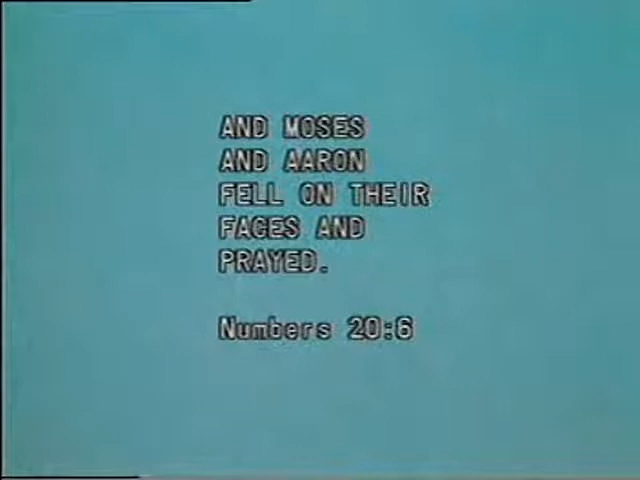 AND MOSES
AND AARON
FELL ON THEIR
FACES AND
PRAYED.
Numbers 20:6